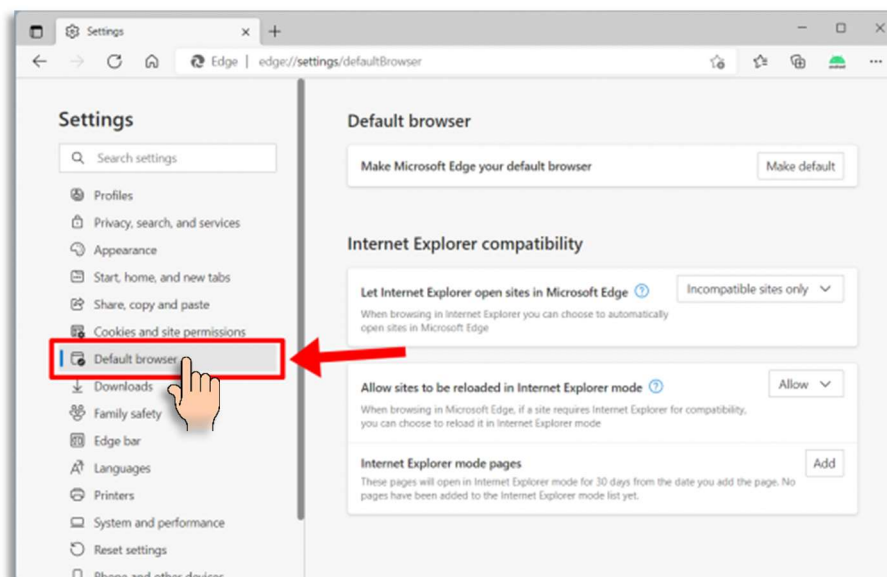 Settings
Edge | edge://settings/defaultBrowser
android
Settings
Search settings
Profiles
Privacy, search, and services
Appearance
Start, home, and new tabs
Share, copy and paste
Cookies and site permissions
Default browser
Downloads
Family safety
Edge bar
Languages
Printers
System and performance
Reset settings
Phone and other devices
Default browser
Make Microsoft Edge your default browser
Make default
Internet Explorer compatibility
Let Internet Explorer open sites in Microsoft Edge
Incompatible sites only
When browsing in Internet Explorer you can choose to automatically
open sites in Microsoft Edge
Allow sites to be reloaded in Internet Explorer mode
Allow
When browsing in Microsoft Edge, if a site requires Internet Explorer for compatibility,
you can choose to reload it in Internet Explorer mode
Internet Explorer mode pages
Add
These pages will open in Internet Explorer mode for 30 days from the date you add the page. No
pages have been added to the Internet Explorer mode list yet.